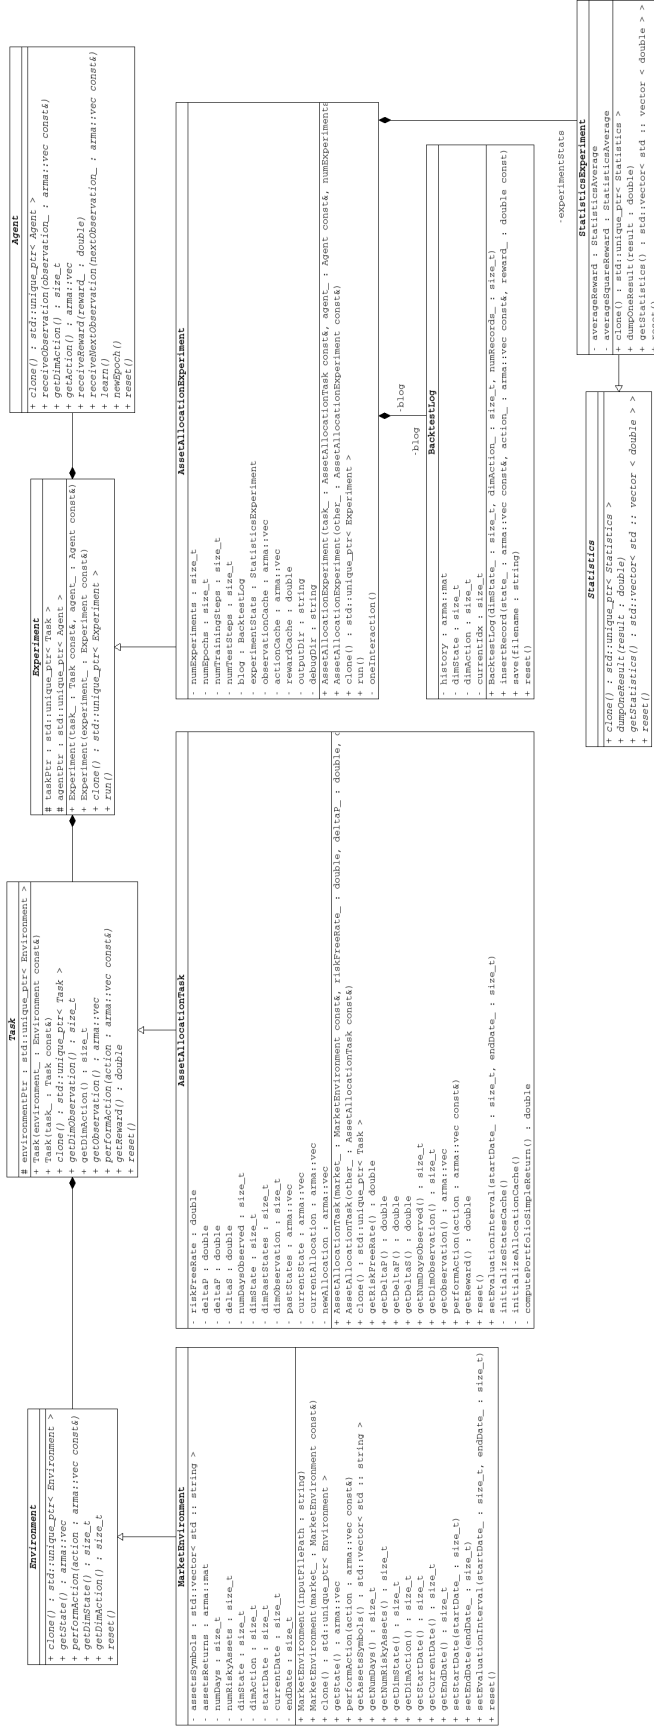 Environment
+ clone() : std::unique_ptr< Environment >
+ getState() : arma::vec
+ performAction(action : arma::vec const&)
+ getDimState() : size_t
+ getDimAction() : size_t
+ reset()
Task
# environmentPtr : std::unique_ptr< Environment >
+ Task(environment_ : Environment const&)
+ Task(task_ : Task const&)
+ clone() : std::unique_ptr< Task >
+ getDimObservation() : size_t
+ getDimAction() : size_t
+ getObservation() : arma::vec
+ performAction(action : arma::vec const&)
+ getReward() : double
+ reset()
Experiment
# taskPtr : std::unique_ptr< Task >
# agentPtr : std::unique_ptr< Agent >
+ Experiment(task_ : Task const&, agent_ : Agent const&)
+ Experiment(experiment_ : Experiment const&)
+ clone() : std::unique_ptr< Experiment >
+ run()
Agent
+ clone() : std::unique_ptr< Agent >
+ receiveObservation(observation_ : arma::vec const&)
+ getDimAction() : size_t
+ getAction() : arma::vec
+ receiveReward(reward_ : double)
+ receiveNextObservation(nextObservation_ : arma::vec const&)
+ learn()
+ newEpoch()
+ reset()
MarketEnvironment
- assetsSymbols : std::vector< std :: string >
- assetsReturns : arma::mat
- numDays : size_t
- numRiskyAssets : size_t
- dimState : size_t
- dimAction : size_t
- startDate : size_t
- currentDate : size_t
- endDate : size_t
+ MarketEnvironment(inputFilePath : string)
+ MarketEnvironment(market_ : MarketEnvironment const&)
+ clone() : std::unique_ptr< Environment >
+ getState() : arma::vec
+ performAction(action : arma::vec const&)
+ getAssetsSymbols() : std::vector< std :: string >
+ getNumDays() : size_t
+ getNumRiskyAssets() : size_t
+ getDimState() : size_t
+ getDimAction() : size_t
+ getStartDate() : size_t
+ getCurrentDate() : size_t
+ getEndDate() : size_t
+ setStartDate(startDate_ : size_t)
+ setEndDate(endDate_ : size_t)
+ setEvaluationInterval(startDate_ : size_t, endDate_ : size_t)
+ reset()
AssetAllocationTask
- riskFreeRate : double
- deltaP : double
- deltaF : double
- deltaS : double
- numDaysObserved : size_t
- dimState : size_t
- dimPastStates : size_t
- dimObservation : size_t
- pastStates : arma::vec
- currentState : arma::vec
- currentAllocation : arma::vec
- newAllocation : arma::vec
+ AssetAllocationTask(market_ : MarketEnvironment const&, riskFreeRate_ : double, deltaP_ : double,
+ AssetAllocationTask(other_ : AssetAllocationTask const&)
+ clone() : std::unique_ptr< Task >
+ getRiskFreeRate() : double
+ getDeltaP() : double
+ getDeltaF() : double
+ getDeltaS() : double
+ getNumDaysObserved() : size_t
+ getDimObservation() : size_t
+ getObservation() : arma::vec
+ performAction(action : arma::vec const&)
+ getReward() : double
+ reset()
+ setEvaluationInterval(startDate_ : size_t, endDate_ : size_t)
- initializeStatesCache()
- initializeAllocationCache()
- computePortfolioSimpleReturn() : double
AssetAllocationExperiment
- numExperiments : size_t
- numEpochs : size_t
- numTrainingSteps : size_t
- numTestSteps : size_t
- blog : BacktestLog
- experimentStats : StatisticsExperiment
- observationCache : arma::vec
- actionCache : arma::vec
- rewardCache : double
- outputDir : string
- debugDir : string
+ AssetAllocationExperiment(task_ : AssetAllocationTask const&, agent_ : Agent const&, numExperiments
+ AssetAllocationExperiment(other_ : AssetAllocationExperiment const&)
+ clone() : std::unique_ptr< Experiment >
+ run()
- oneInteraction()
-blog
-blog
-experimentStats
BacktestLog
- history : arma::mat
- dimState : size_t
- dimAction : size_t
- currentIdx : size_t
+ BacktestLog(dimState_ : size_t, dimAction_ : size_t, numRecords_ : size_t)
+ insertRecord(state_ : arma::vec const&, action_ : arma::vec const&, reward_ : double const)
+ save(filename : string)
+ reset()
Statistics
+ clone() : std::unique_ptr< Statistics >
+ dumpOneResult(result : double)
+ getStatistics() : std::vector< std :: vector < double > >
+ reset()
StatisticsExperiment
- averageReward : StatisticsAverage
- averageSquareReward : StatisticsAverage
+ clone() : std::unique_ptr< Statistics >
+ dumpOneResult(result : double)
+ getStatistics() : std::vector< std :: vector < double > >